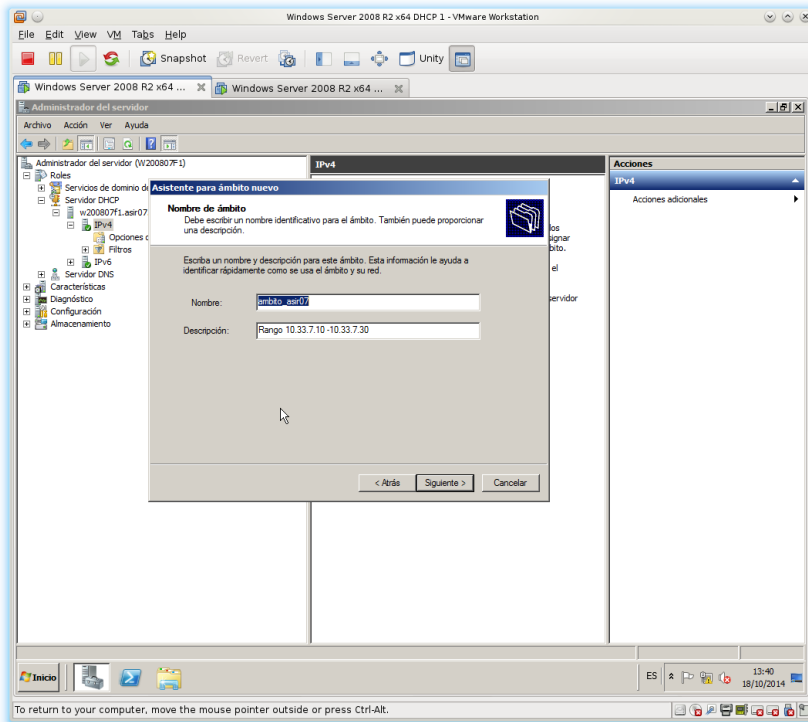 Windows Server 2008 R2 x64 DHCP 1 - VMware Workstation
File Edit View VM Tabs Help
Snapshot Revert Unity
Windows Server 2008 R2 x64 ... Windows Server 2008 R2 x64 ...
Administrador del servidor
Archivo Acción Ver Ayuda
Administrador del servidor (W200807F1)
Roles
Servicios de dominio de
Servidor DHCP
w200807f1.asir07
IPv4
Opciones d
Filtros
IPv6
Servidor DNS
Características
Diagnóstico
Configuración
Almacenamiento
IPv4
los
signar
bito.
el
servidor
Asistente para ámbito nuevo
Nombre de ámbito
Debe escribir un nombre identificativo para el ámbito. También puede proporcionar
una descripción.
Escriba un nombre y descripción para este ámbito. Esta información le ayuda a
identificar rápidamente como se usa el ámbito y su red.
Nombre: ambito_asir07
Descripción: Rango 10.33.7.10 -10.33.7.30
< Atrás Siguiente > Cancelar
Acciones
IPv4
Acciones adicionales
Inicio
ES 13:40
18/10/2014
To return to your computer, move the mouse pointer outside or press Ctrl-Alt.